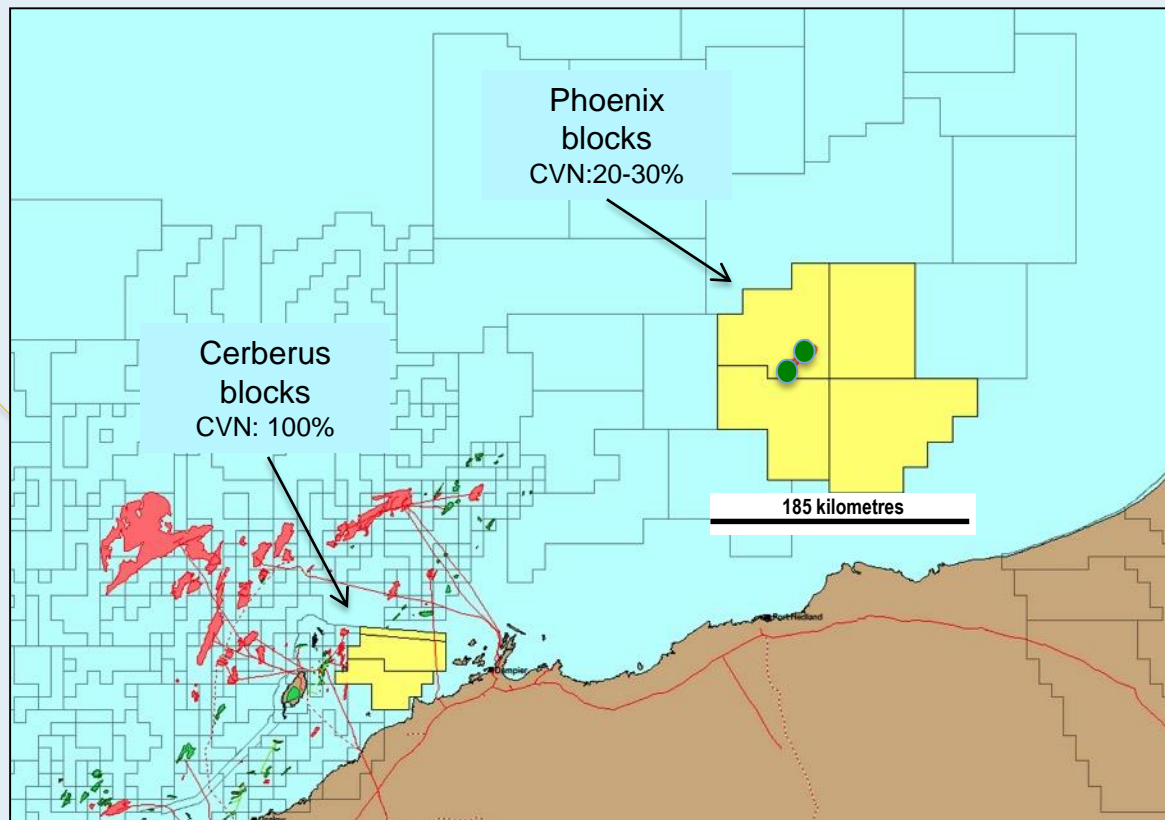 Phoenix
blocks
CVN:20-30%
Cerberus
blocks
CVN: 100%
185 kilometres
Port Hedland
Dampier